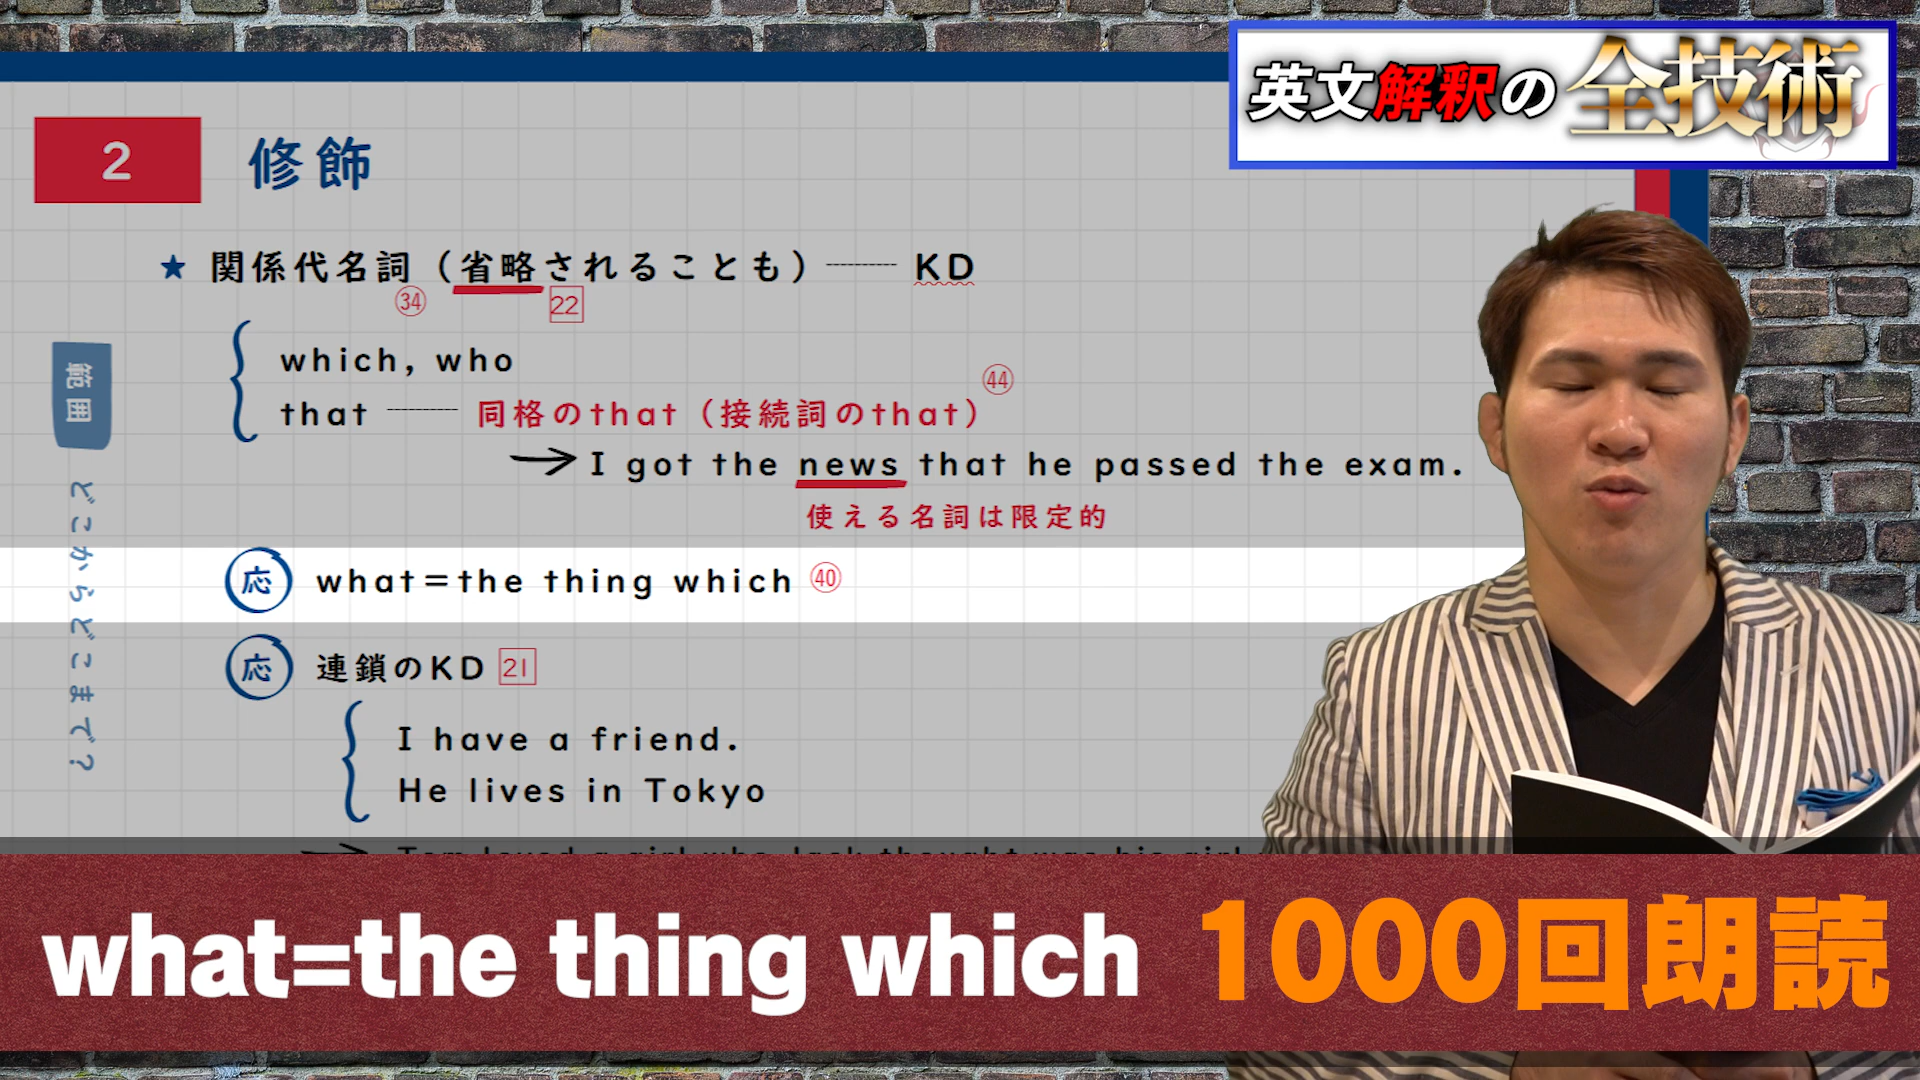 英文解釈の全技術
2 修飾
★ 関係代名詞（省略されることも） KD
㉞ 22
which, who
that 同格のthat（接続詞のthat） ㊹
→ I got the news that he passed the exam.
使える名詞は限定的
応 what=the thing which ㊵
応 連鎖のKD 21
I have a friend.
He lives in Tokyo
範囲 どこからどこまで？
what=the thing which 1000回朗読